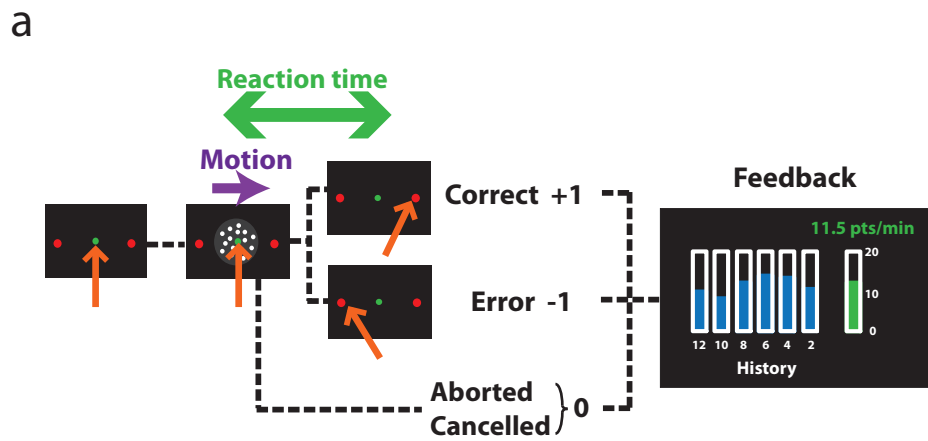 a
Reaction time
Motion
Correct +1
Error -1
Aborted
Cancelled
0
Feedback
11.5 pts/min
20
10
0
12 10 8 6 4 2
History